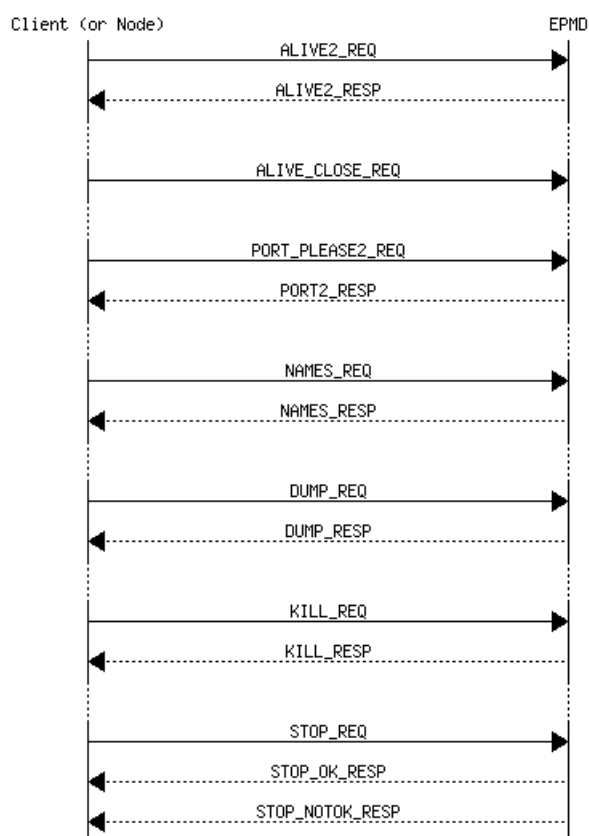 Client (or Node) EPMD
ALIVE2_REQ
ALIVE2_RESP
ALIVE_CLOSE_REQ
PORT_PLEASE2_REQ
PORT2_RESP
NAMES_REQ
NAMES_RESP
DUMP_REQ
DUMP_RESP
KILL_REQ
KILL_RESP
STOP_REQ
STOP_OK_RESP
STOP_NOTOK_RESP